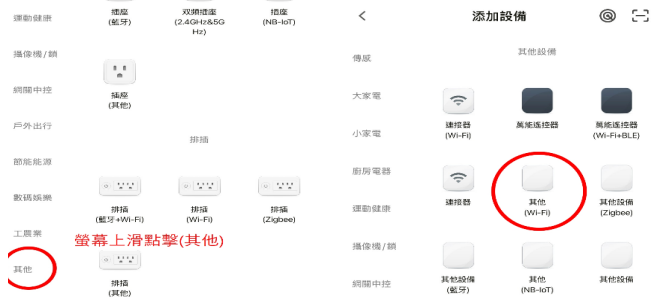 運動健康
攝像機/鎖
網關中控
戶外出行
節能能源
數碼娛樂
工農業
其他
插座
(藍牙)
双頻插座
(2.4GHz&5G
Hz)
插座
(NB-IoT)
插座
(其他)
排插
排插
(藍牙+Wi-Fi)
排插
(Wi-Fi)
排插
(Zigbee)
螢幕上滑點擊(其他)
排插
(其他)
添加設備
傳感
大家電
小家電
廚房電器
運動健康
攝像機/鎖
網關中控
其他設備
連接器
(Wi-Fi)
萬能遙控器
萬能遙控器
(Wi-Fi+BLE)
連接器
其他
(Wi-Fi)
其他設備
(Zigbee)
其他設備
(藍牙)
其他
(NB-IoT)
其他設備